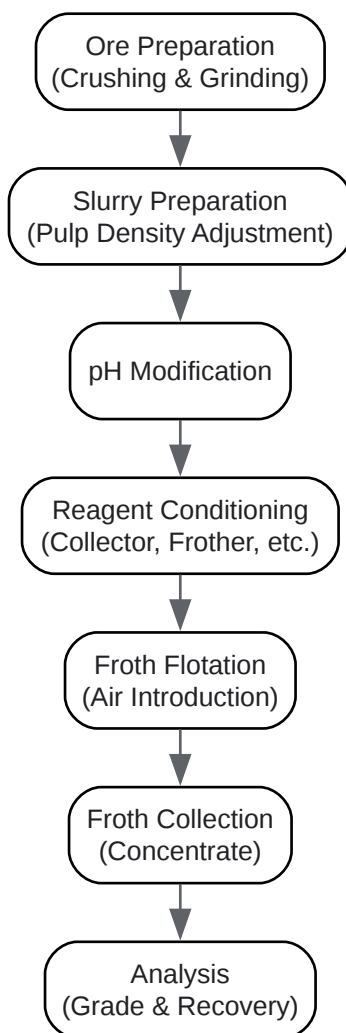 Ore Preparation
(Crushing & Grinding)
Slurry Preparation
(Pulp Density Adjustment)
pH Modification
Reagent Conditioning
(Collector, Frother, etc.)
Froth Flotation
(Air Introduction)
Froth Collection
(Concentrate)
Analysis
(Grade & Recovery)